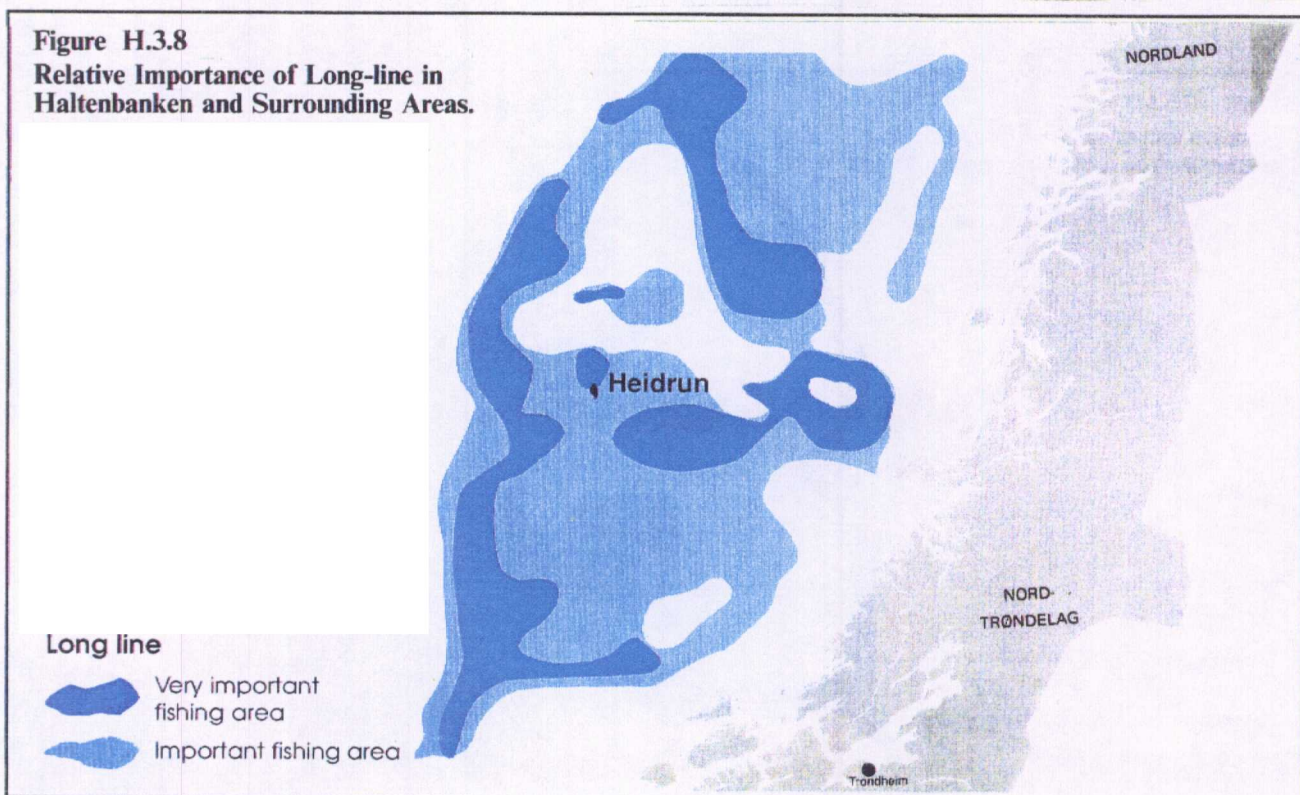 Figure H.3.8
Relative Importance of Long-line in
Haltenbanken and Surrounding Areas.
NORDLAND
Heidrun
NORD-
TRØNDELAG
Trondheim
Long line
Very important
fishing area
Important fishing area